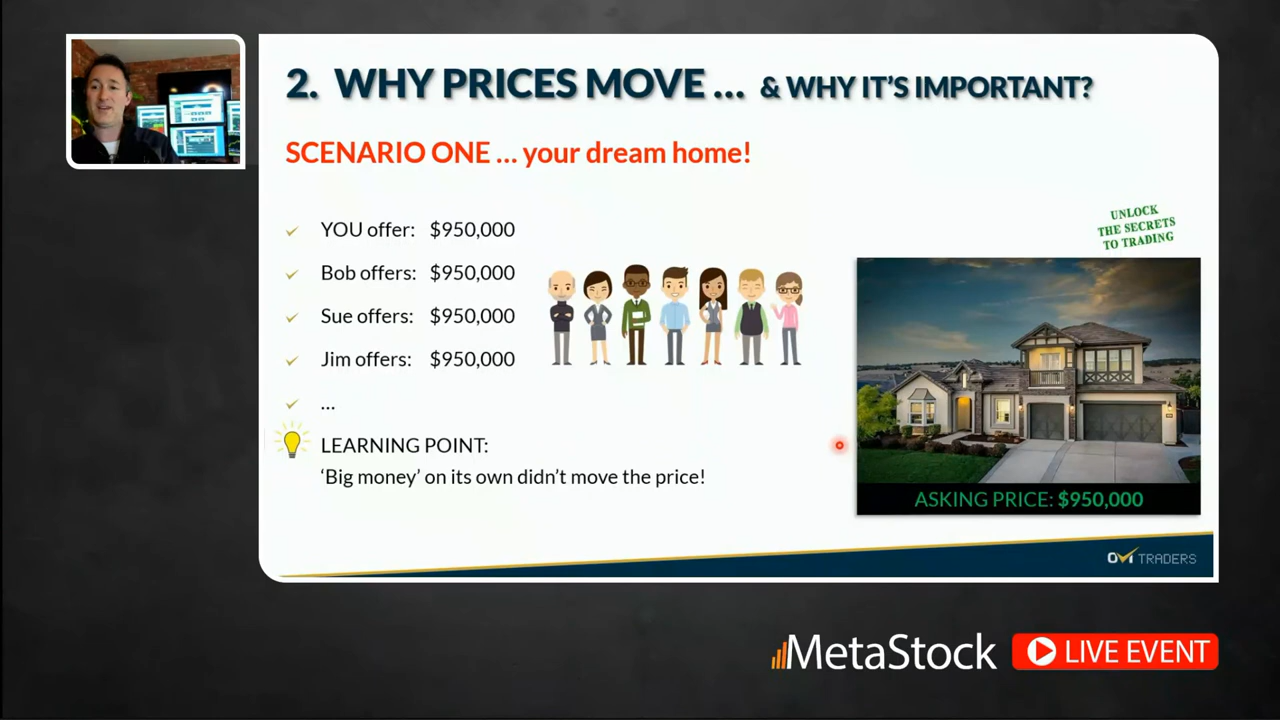 2. WHY PRICES MOVE ... & WHY IT'S IMPORTANT?
SCENARIO ONE ... your dream home!
YOU offer: $950,000
Bob offers: $950,000
Sue offers: $950,000
Jim offers: $950,000
...
LEARNING POINT:
‘Big money’ on its own didn’t move the price!
UNLOCK
THE SECRETS
TO TRADING
ASKING PRICE: $950,000
OVI TRADERS
MetaStock
LIVE EVENT